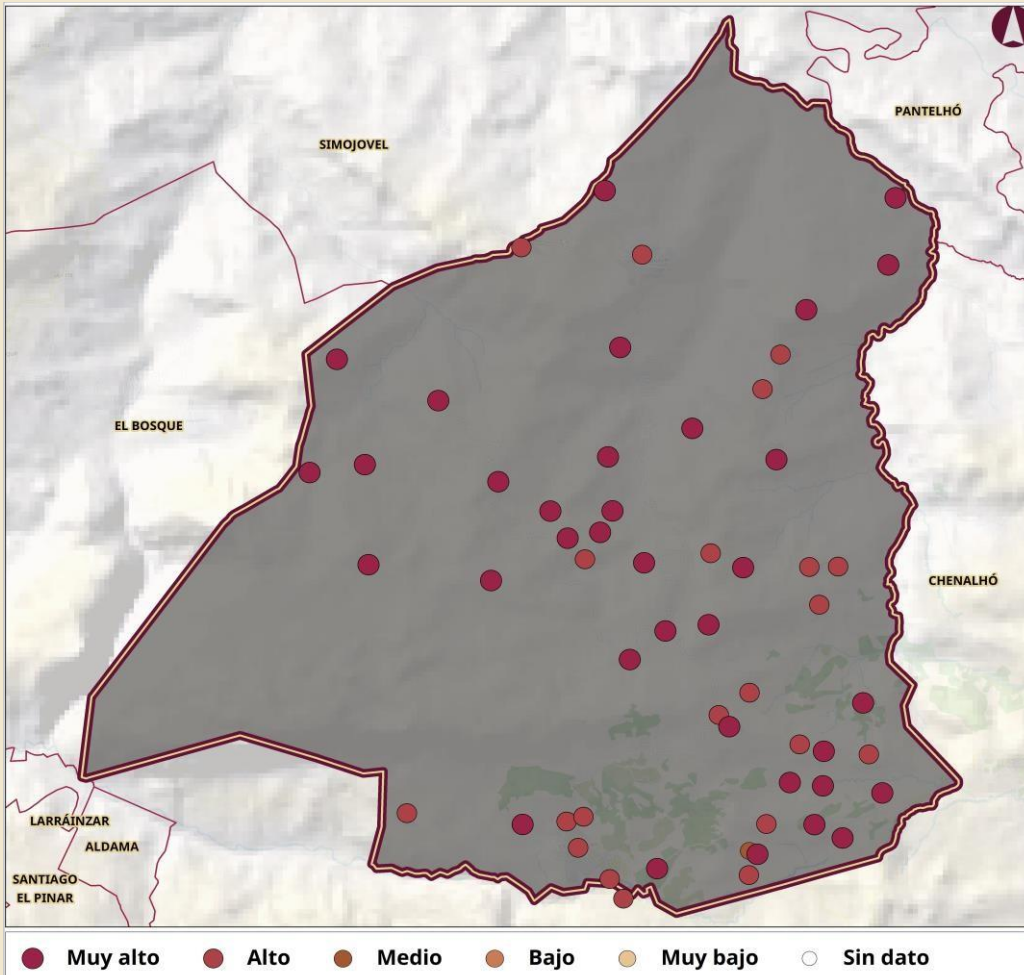 PANTELHÓ
SIMOJOVEL
EL BOSQUE
CHENALHÓ
LARRÁINZAR
ALDAMA
SANTIAGO
EL PINAR
Muy alto Alto Medio Bajo Muy bajo Sin dato